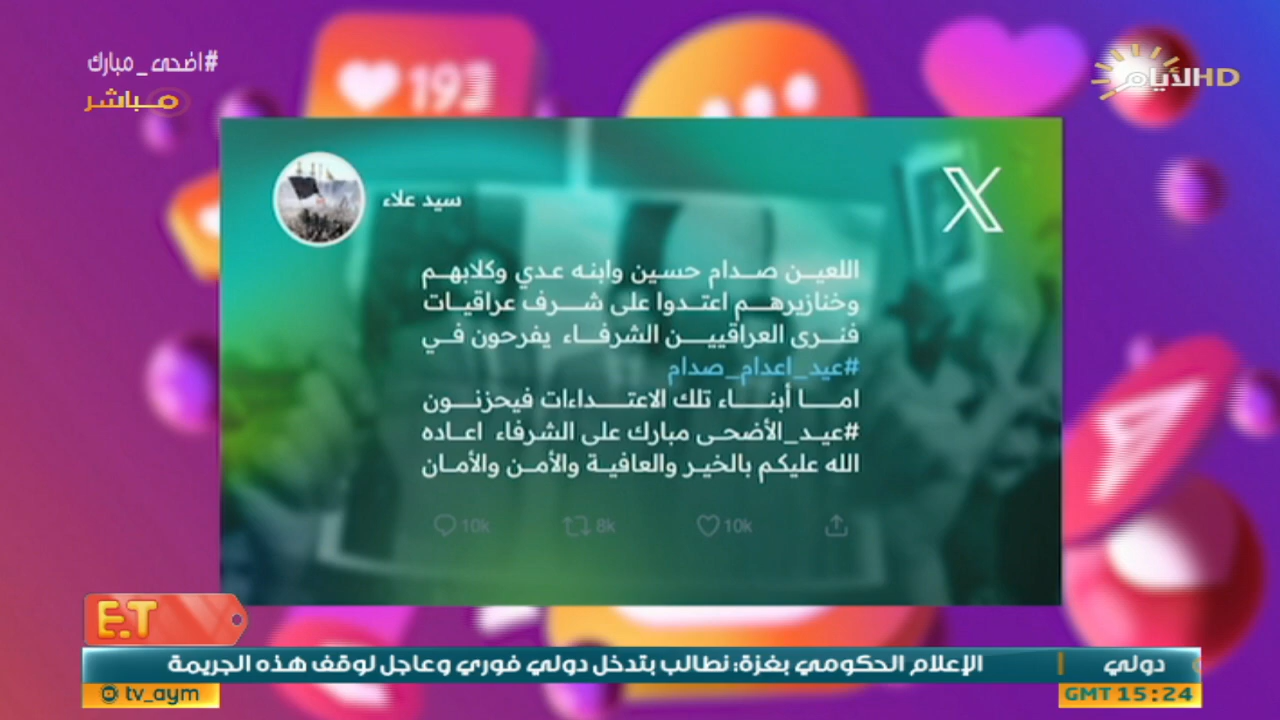 #اضحى_مبارك
مباشر
الأيام HD
193
سيد علاء
X
اللعين صدام حسين وابنه عدي وكلابهم
وخنازيرهم اعتدوا على شرف عراقيات
فنرى العراقيين الشرفاء يفرحون في
#عيد_اعدام_صدام
اما أبناء تلك الاعتداءات فيحزنون
#عيد_الأضحى مبارك على الشرفاء اعاده
الله عليكم بالخير والعافية والأمن والأمان
10k 8k 10k
E.T
دولي
الإعلام الحكومي بغزة: نطالب بتدخل دولي فوري وعاجل لوقف هذه الجريمة
tv_aym
GMT 15:24